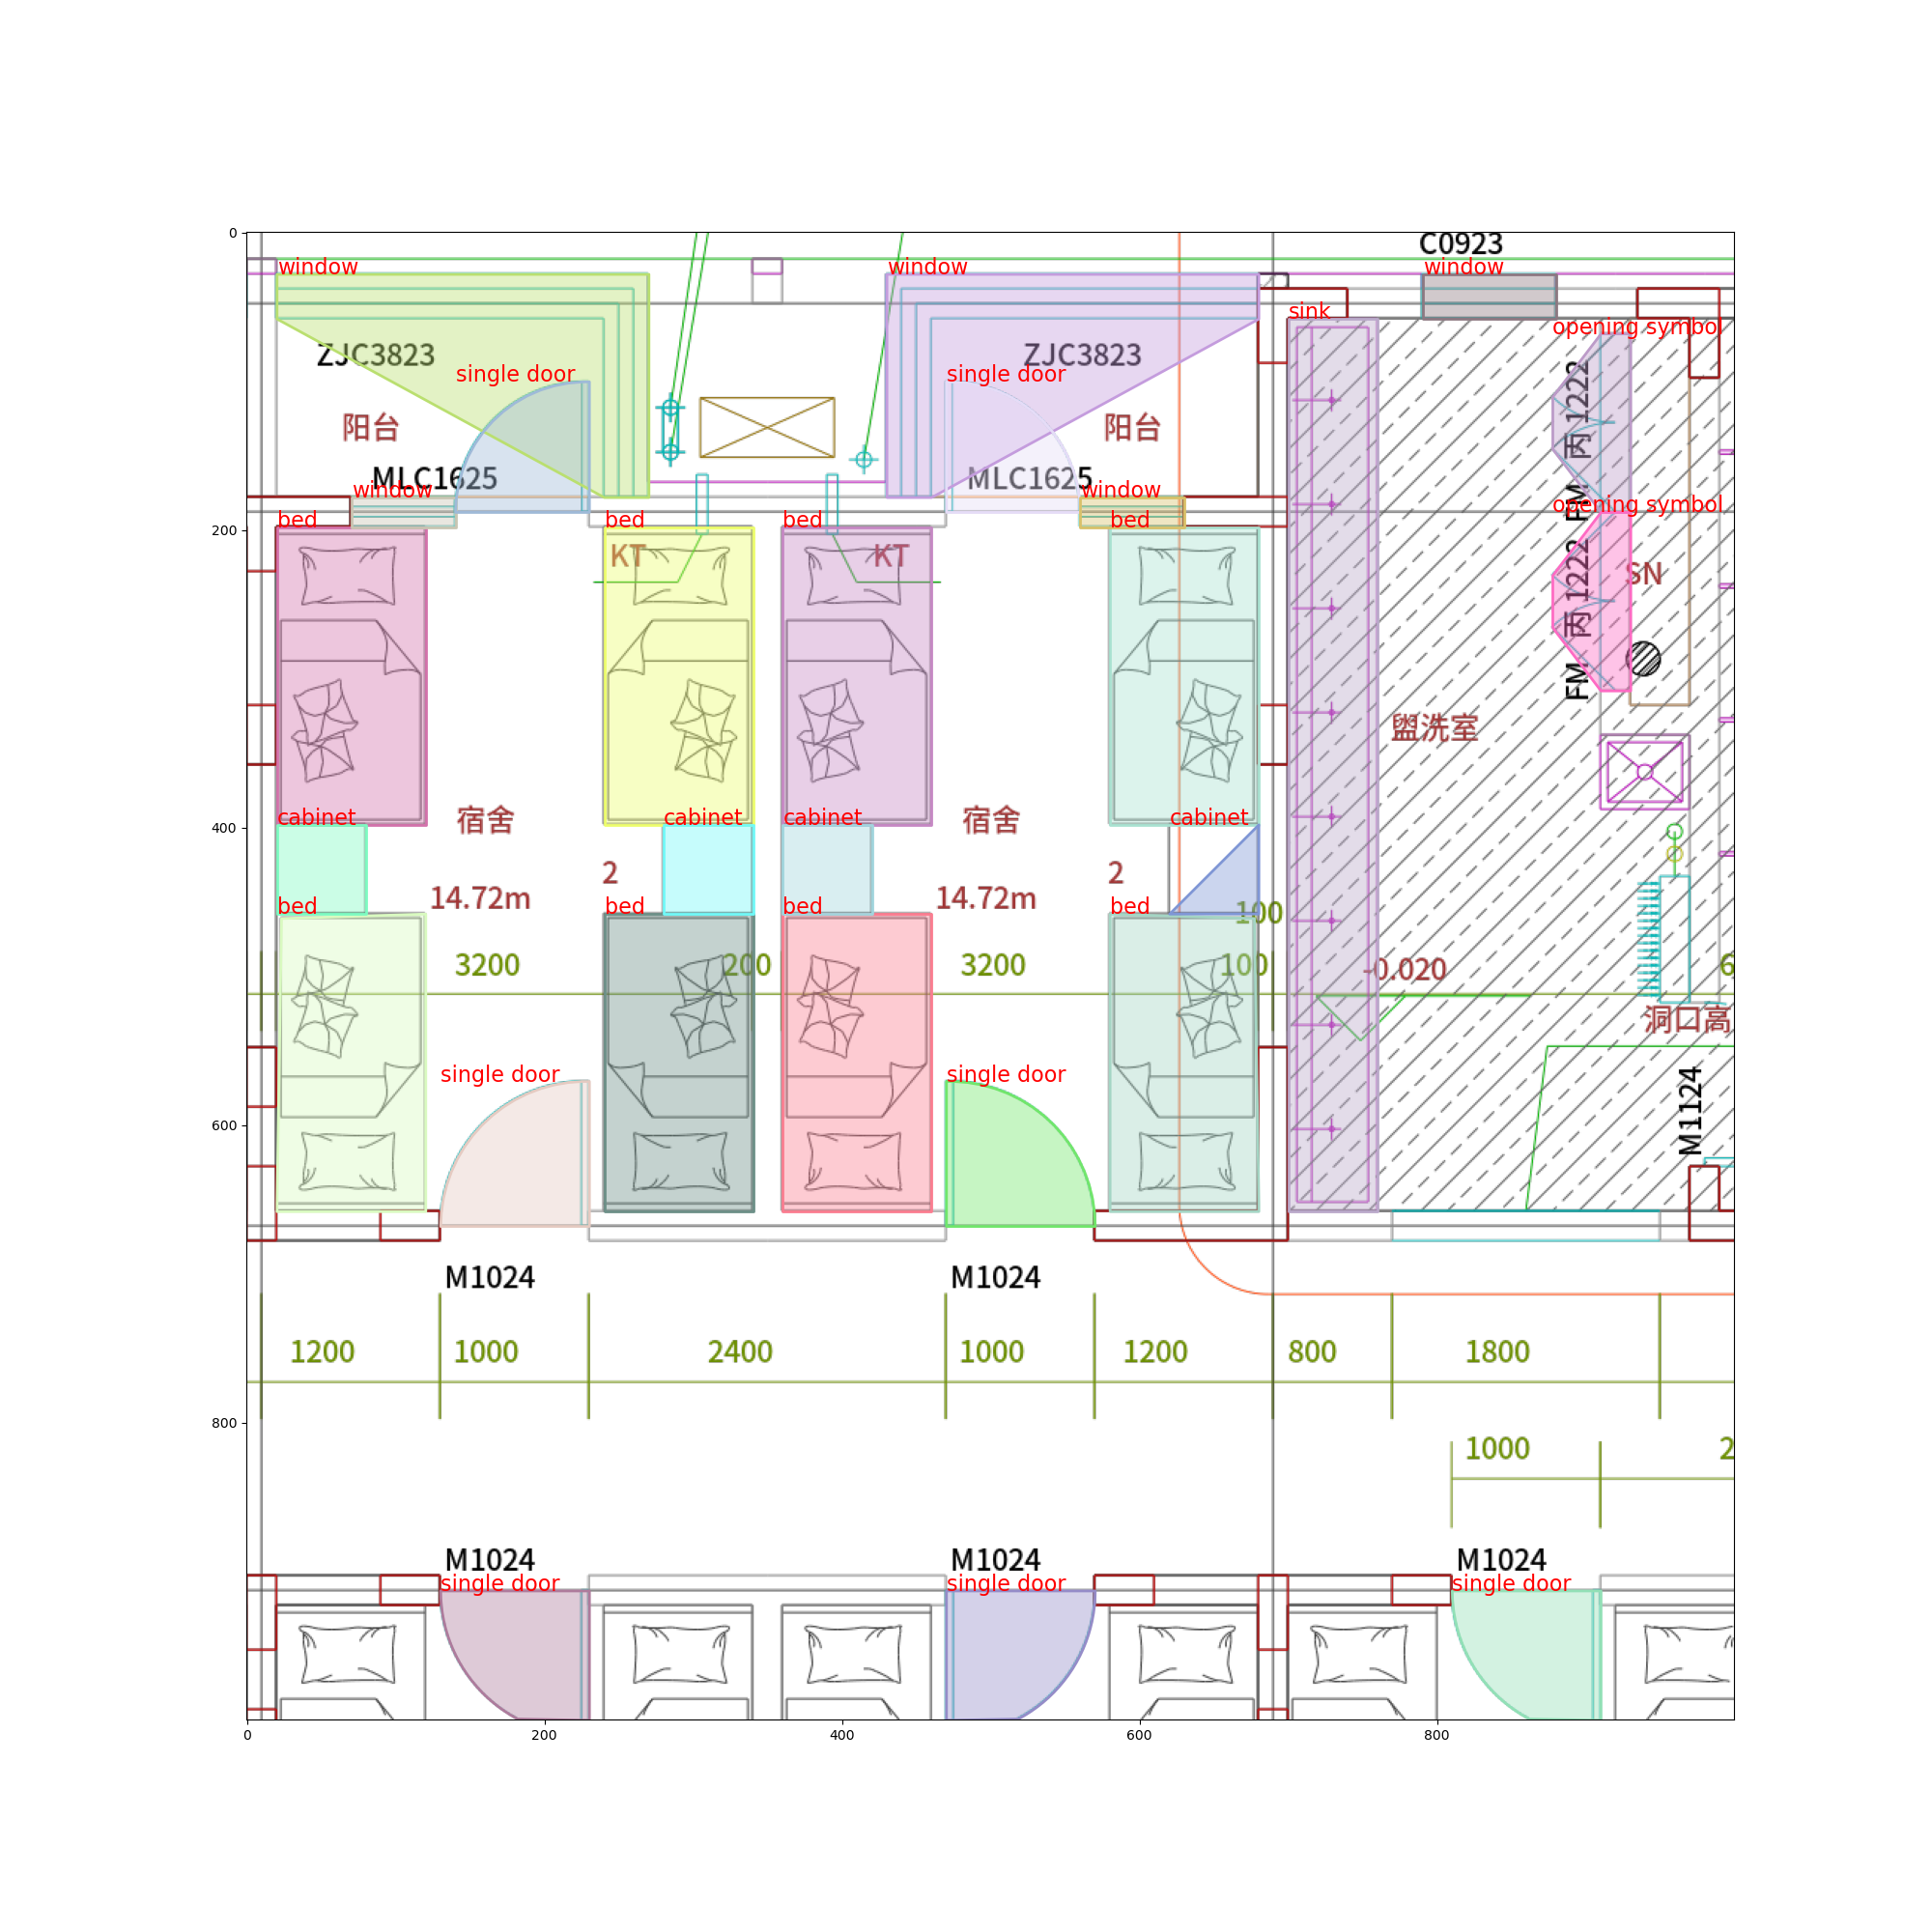 0
C0923
window
window
window
sink
opening symbol
ZJC3823
ZJC3823
single door
single door
FM 丙 1222
阳台
阳台
MLC1625
MLC1625
window
window
opening symbol
200
bed
bed
bed
bed
KT
KT
FM 丙 1222
SN
盥洗室
400
cabinet
cabinet
cabinet
cabinet
宿舍
宿舍
2
2
14.72m
14.72m
bed
bed
bed
bed
100
3200
200
3200
100
-0.020
6
洞口高
single door
single door
M1124
600
M1024
M1024
1200
1000
2400
1000
1200
800
1800
800
1000
2
M1024
M1024
M1024
single door
single door
single door
0
200
400
600
800